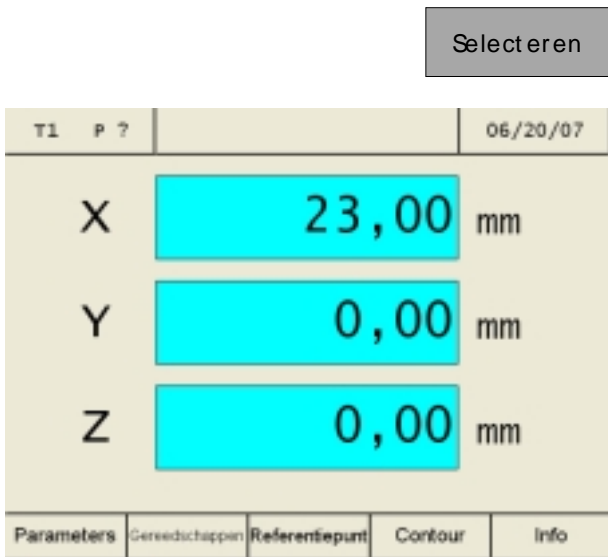 Selecteren
T1 P ? 06/20/07
X 23,00 mm
Y 0,00 mm
Z 0,00 mm
Parameters Gereedschappen Referentiepunt Contour Info